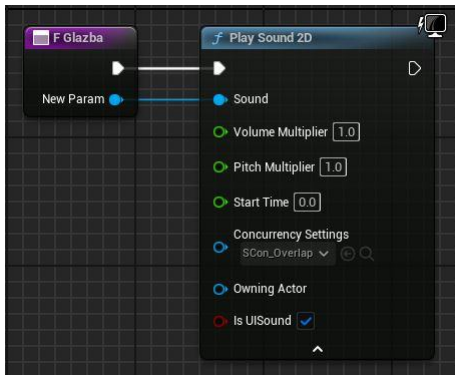 F Glazba
New Param
f Play Sound 2D
Sound
Volume Multiplier 1.0
Pitch Multiplier 1.0
Start Time 0.0
Concurrency Settings
SCon_Overlap
Owning Actor
Is UISound